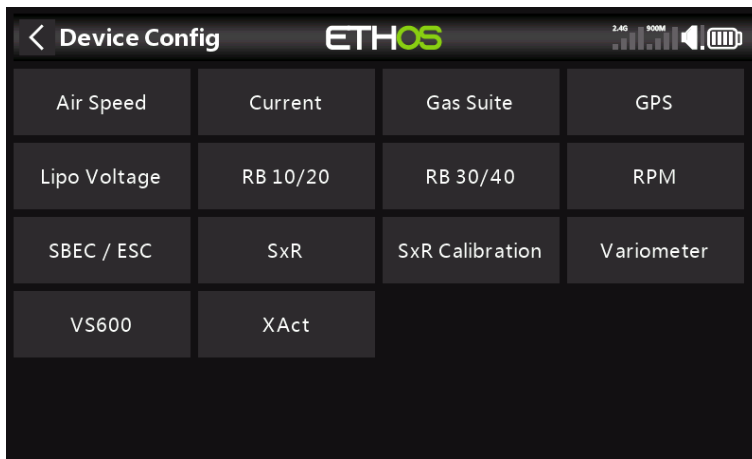 Device Config ETHOS 2.4G 900M
Air Speed Current Gas Suite GPS
Lipo Voltage RB 10/20 RB 30/40 RPM
SBEC / ESC SxR SxR Calibration Variometer
VS600 XAct